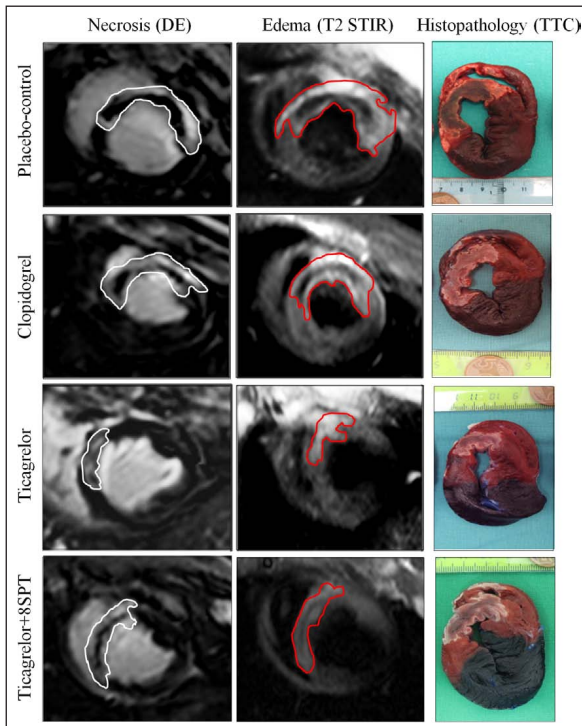 Necrosis (DE)
Edema (T2 STIR)
Histopathology (TTC)
Placebo-control
Clopidogrel
Ticagrelor
Ticagrelor+8SPT